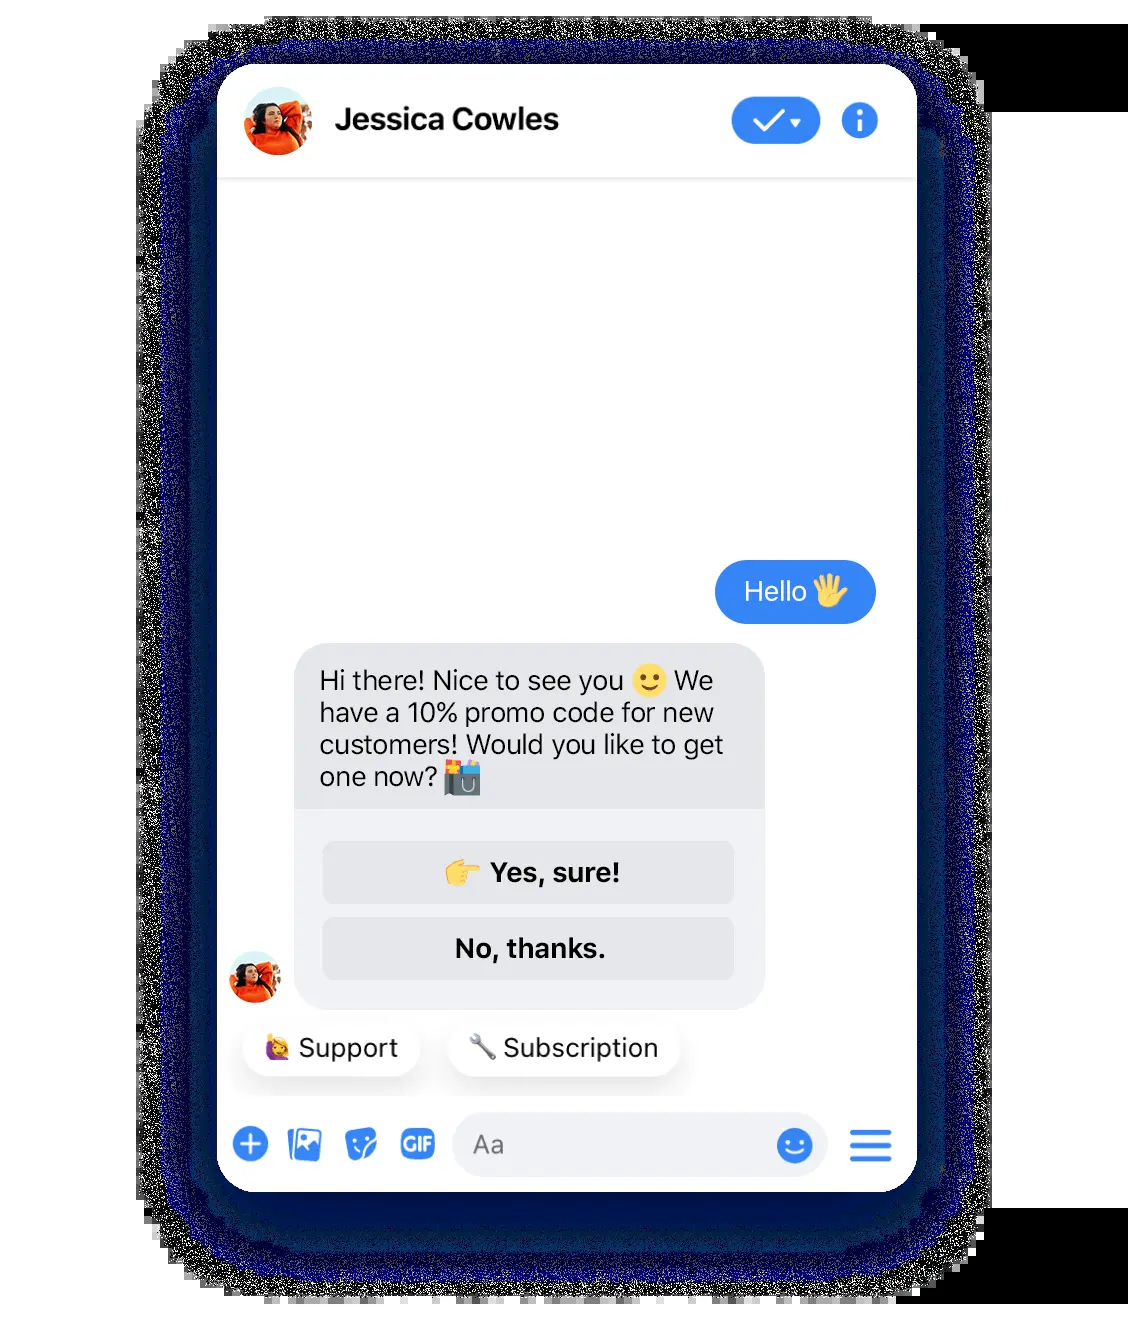 Jessica Cowles
Hello 🖐
Hi there! Nice to see you 🙂 We
have a 10% promo code for new
customers! Would you like to get
one now? 🛍
👉 Yes, sure!
No, thanks.
🙋 Support
🔧 Subscription
GIF
Aa